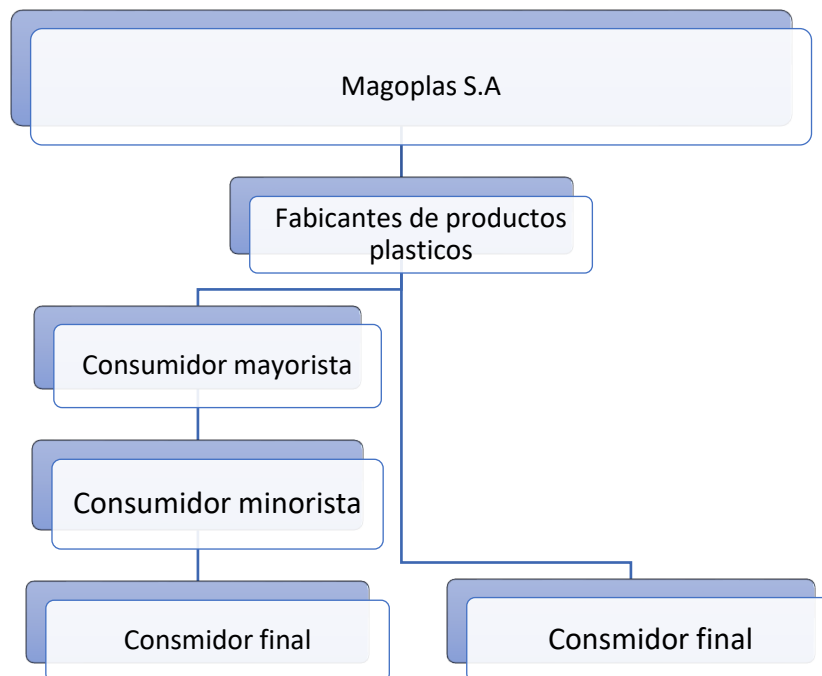 Magoplas S.A
Fabicantes de productos
plasticos
Consumidor mayorista
Consumidor minorista
Consmidor final
Consmidor final